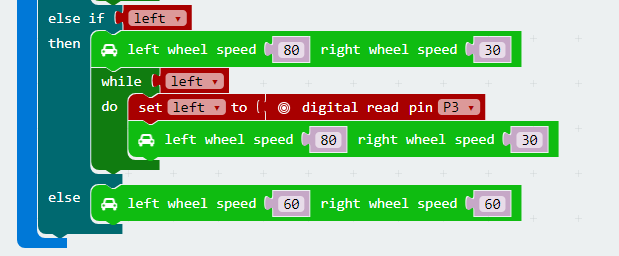 else if left
then
left wheel speed 80 right wheel speed 30
while left
do set left to digital read pin P3
left wheel speed 80 right wheel speed 30
else left wheel speed 60 right wheel speed 60